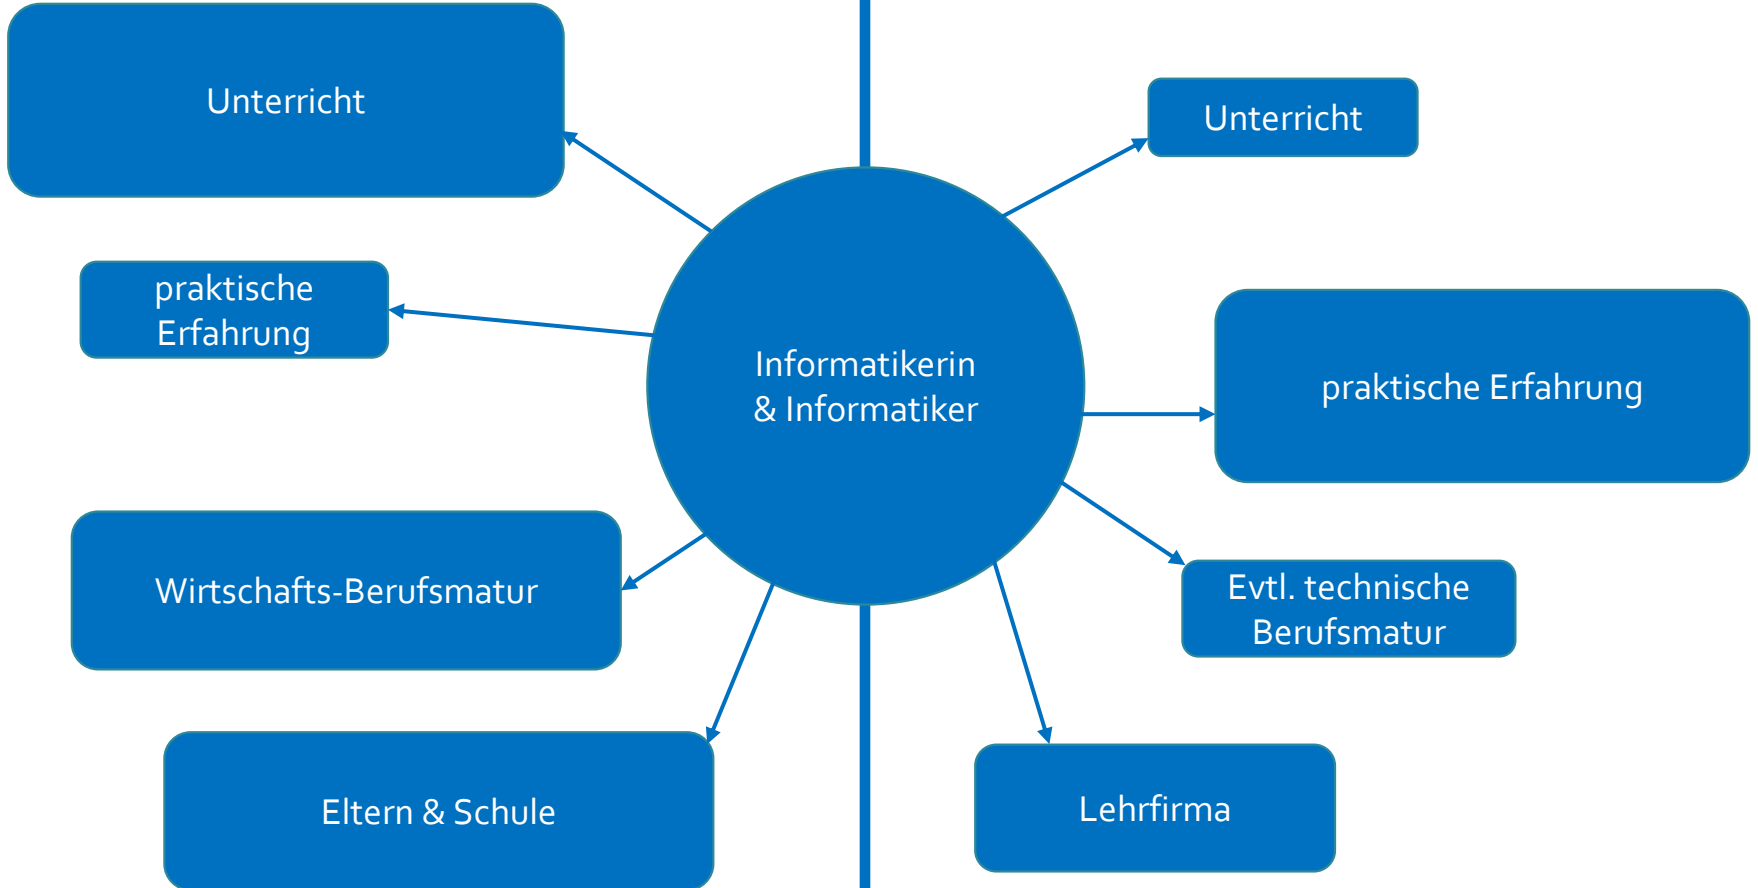 Unterricht
Unterricht
praktische
Erfahrung
Informatikerin
& Informatiker
praktische Erfahrung
Wirtschafts-Berufsmatur
Evtl. technische
Berufsmatur
Eltern & Schule
Lehrfirma